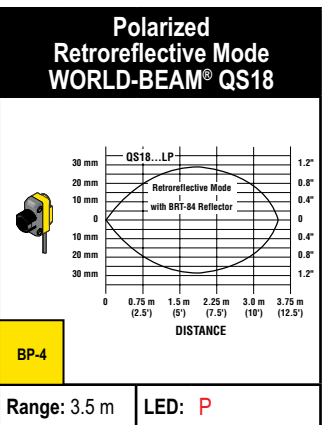 Polarized
Retroreflective Mode
WORLD-BEAM® QS18
QS18...LP
Retroreflective Mode
with BRT-84 Reflector
30 mm
20 mm
10 mm
0
10 mm
20 mm
30 mm
1.2"
0.8"
0.4"
0
0.4"
0.8"
1.2"
0 0.75 m 1.5 m 2.25 m 3.0 m 3.75 m
(2.5') (5') (7.5') (10') (12.5')
DISTANCE
BP-4
Range: 3.5 m LED: P